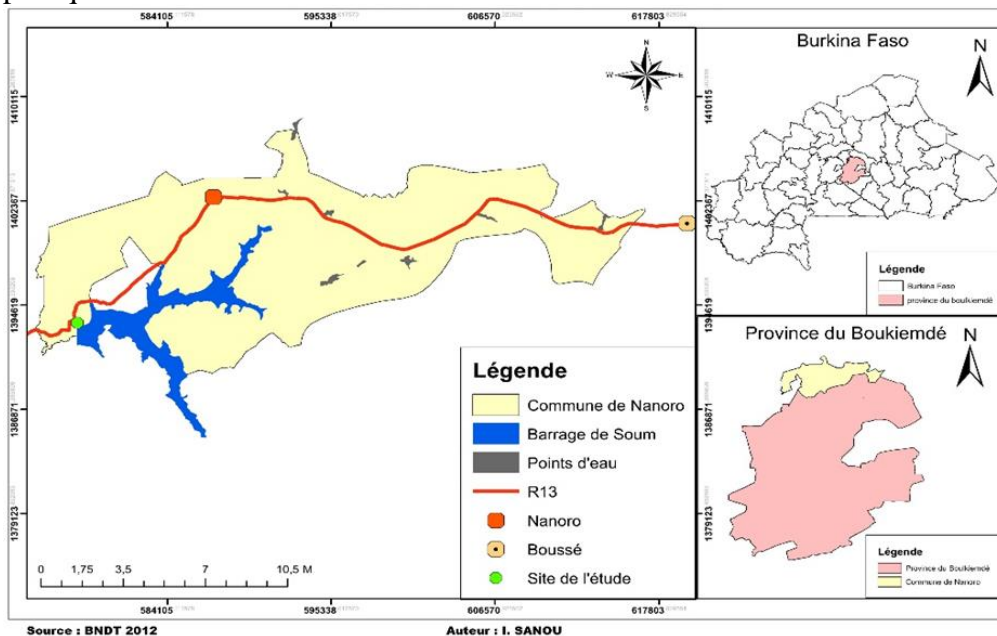 584105 595338 606570 617803
1410115 1402367 1394619 1386871 1379123
N
W E
S
Légende
Commune de Nanoro
Barrage de Soum
Points d'eau
R13
Nanoro
Boussé
Site de l'étude
0 1,75 3,5 7 10,5 M
584105 595338 606570 617803
1410115 1402367 1394619 1386871 1379123
Burkina Faso
N
Légende
Burkina Faso
province du boulkiemdé
Province du Boukiemdé
N
Légende
Province du Boulkiemdé
Commune de Nanoro
Source : BNDT 2012 Auteur : I. SANOU